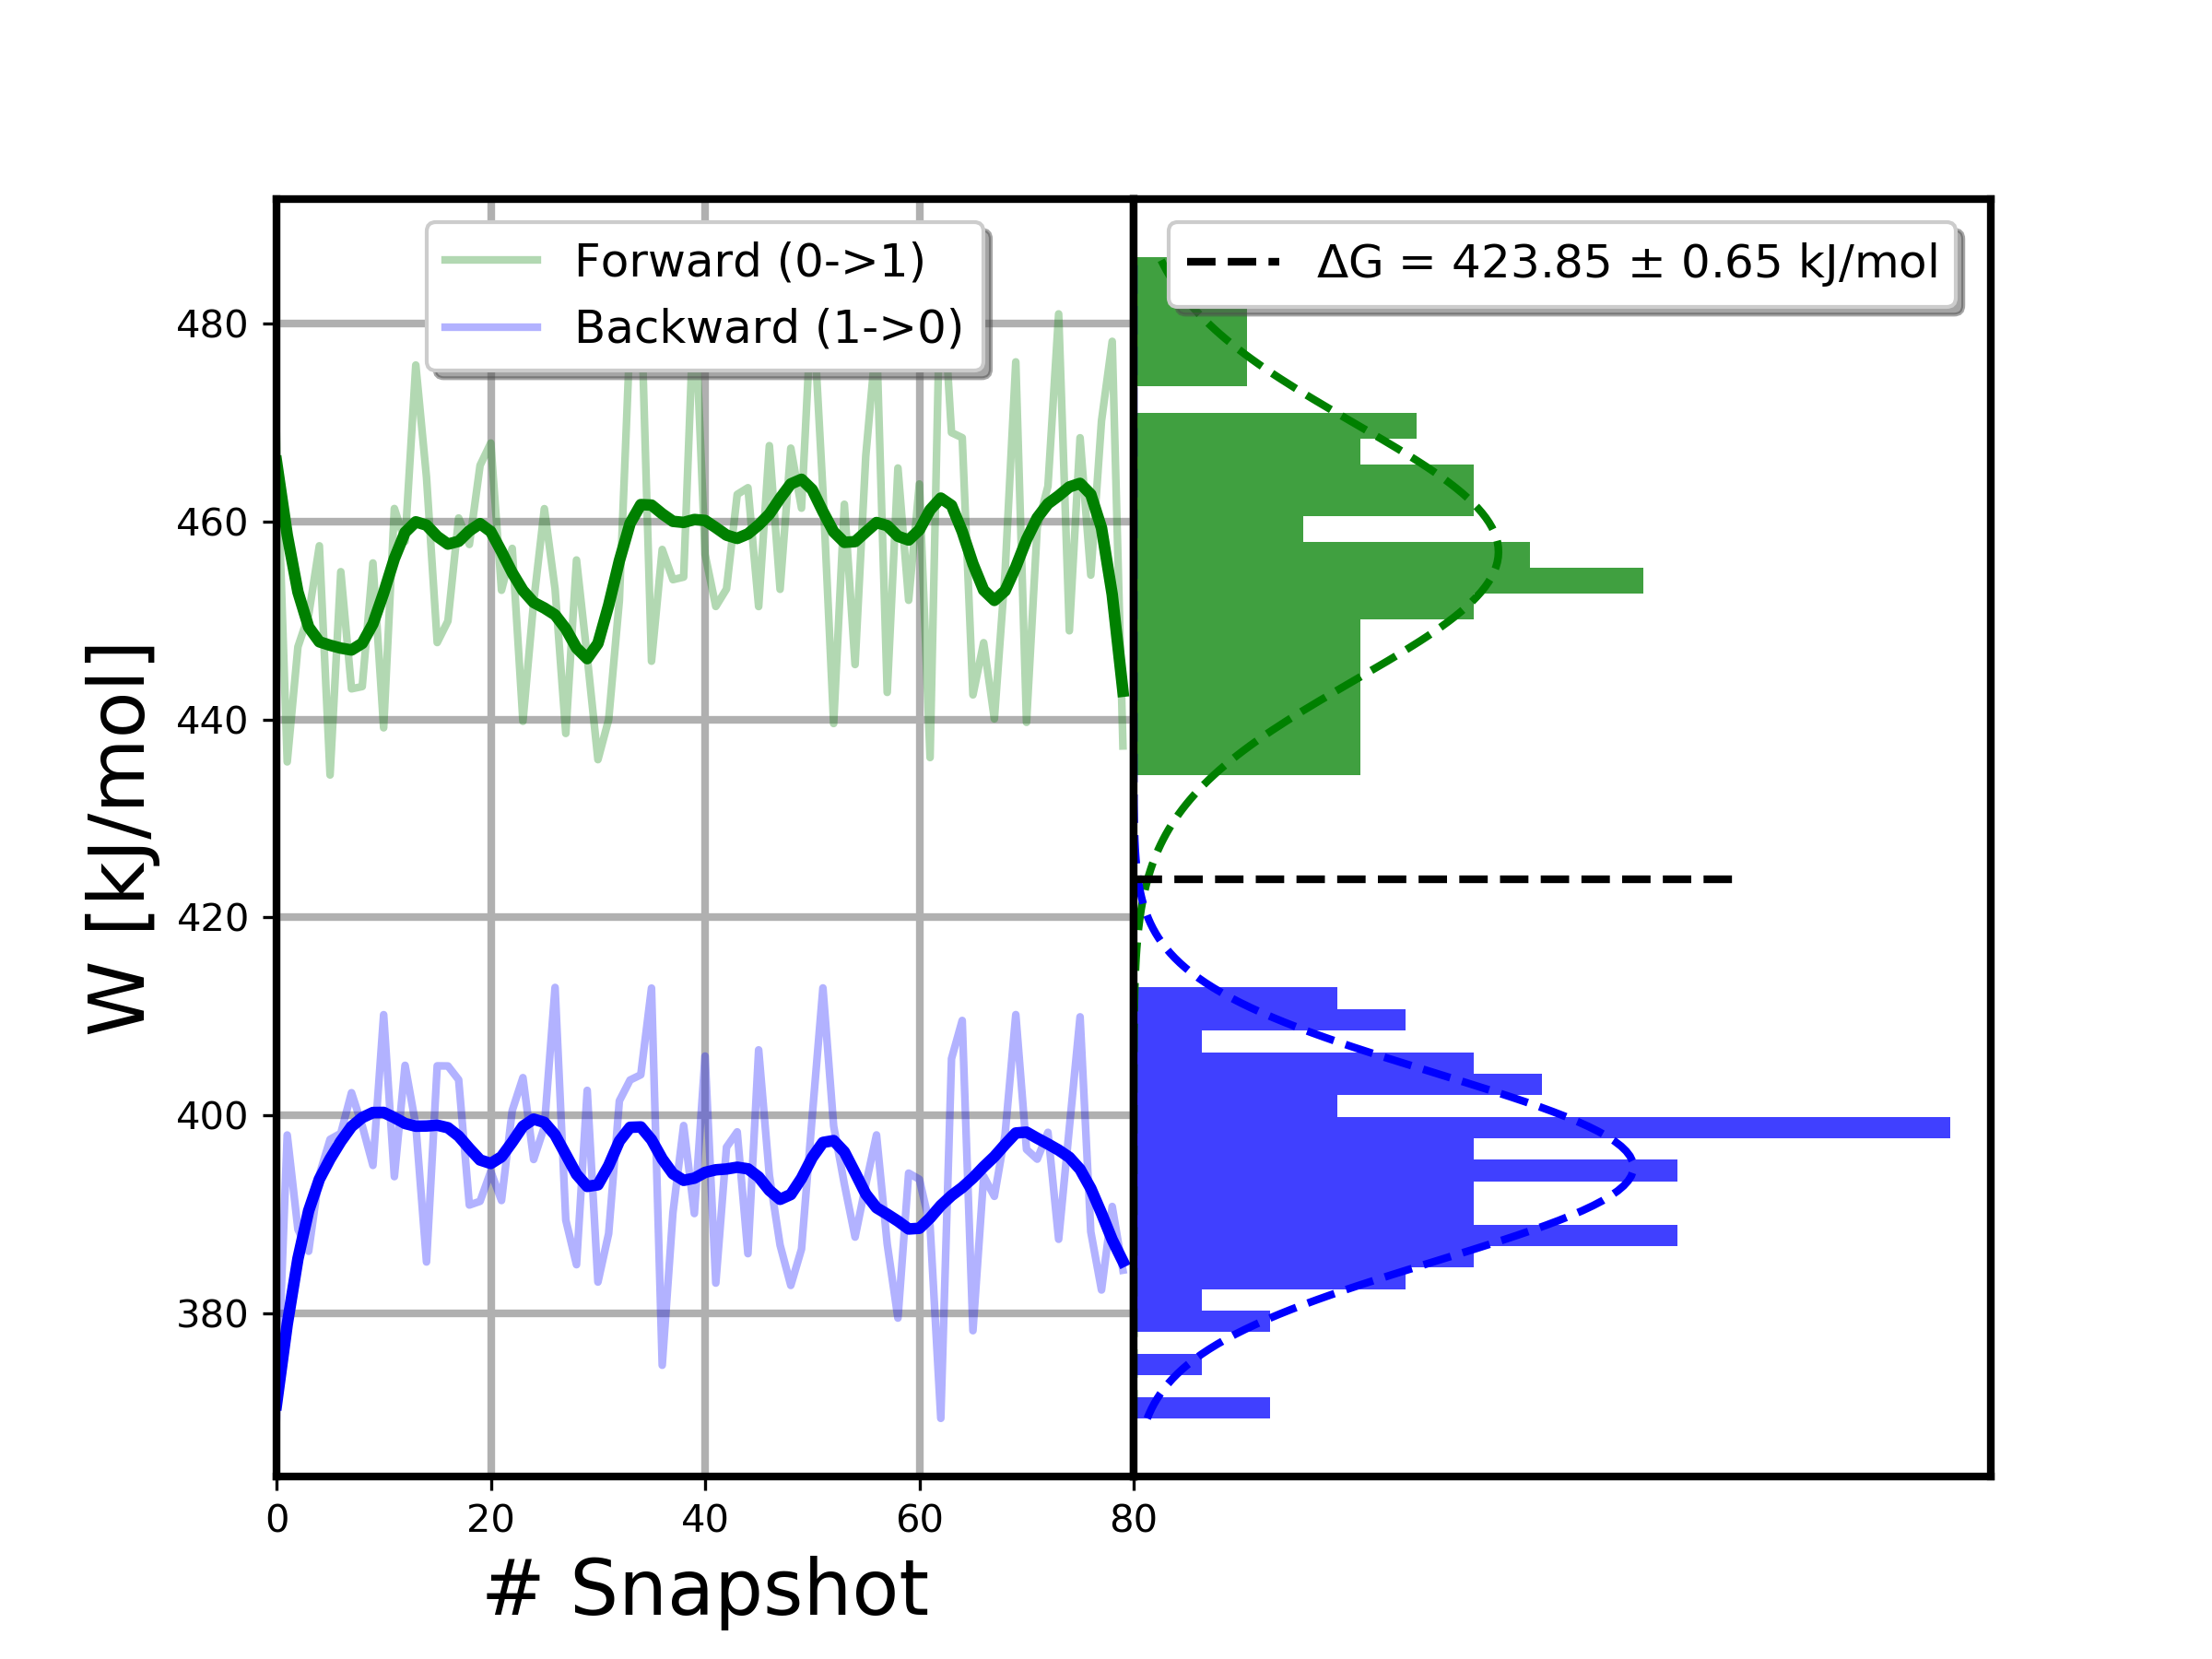 Forward (0->1)
Backward (1->0)
ΔG = 423.85 ± 0.65 kJ/mol
W [kJ/mol]
480
460
440
420
400
380
0 20 40 60 80
# Snapshot